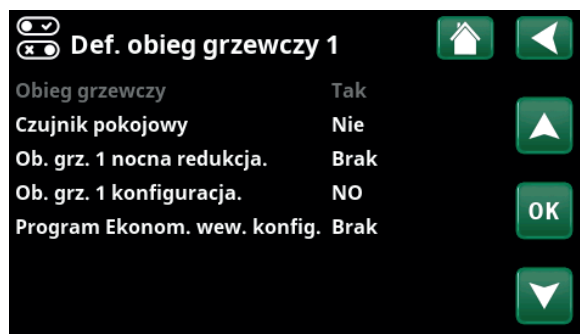 Def. obieg grzewczy 1
Obieg grzewczy Tak
Czujnik pokojowy Nie
Ob. grz. 1 nocna redukcja. Brak
Ob. grz. 1 konfiguracja. NO
Program Ekonom. wew. konfig. Brak
OK